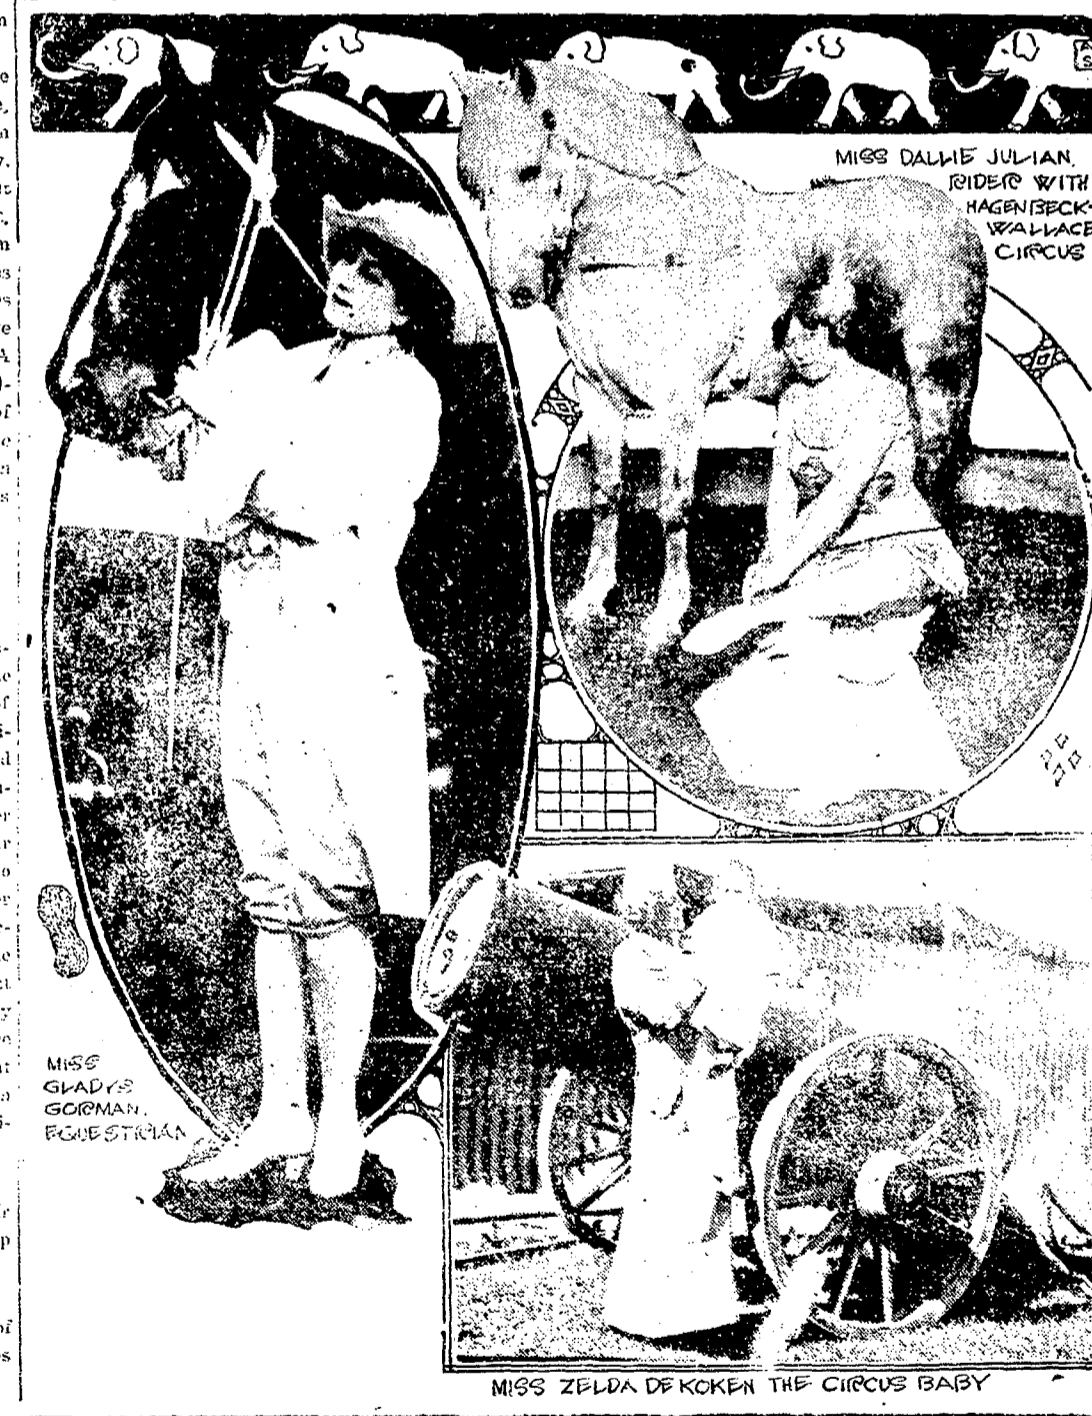 MISS DALLIE JULIAN,
RIDER WITH
HAGENBECK-
WALLACE
CIRCUS
MISS
GLADYS
GORMAN.
EQUESTRIAN
MISS ZELDA DE KOKEN THE CIRCUS BABY